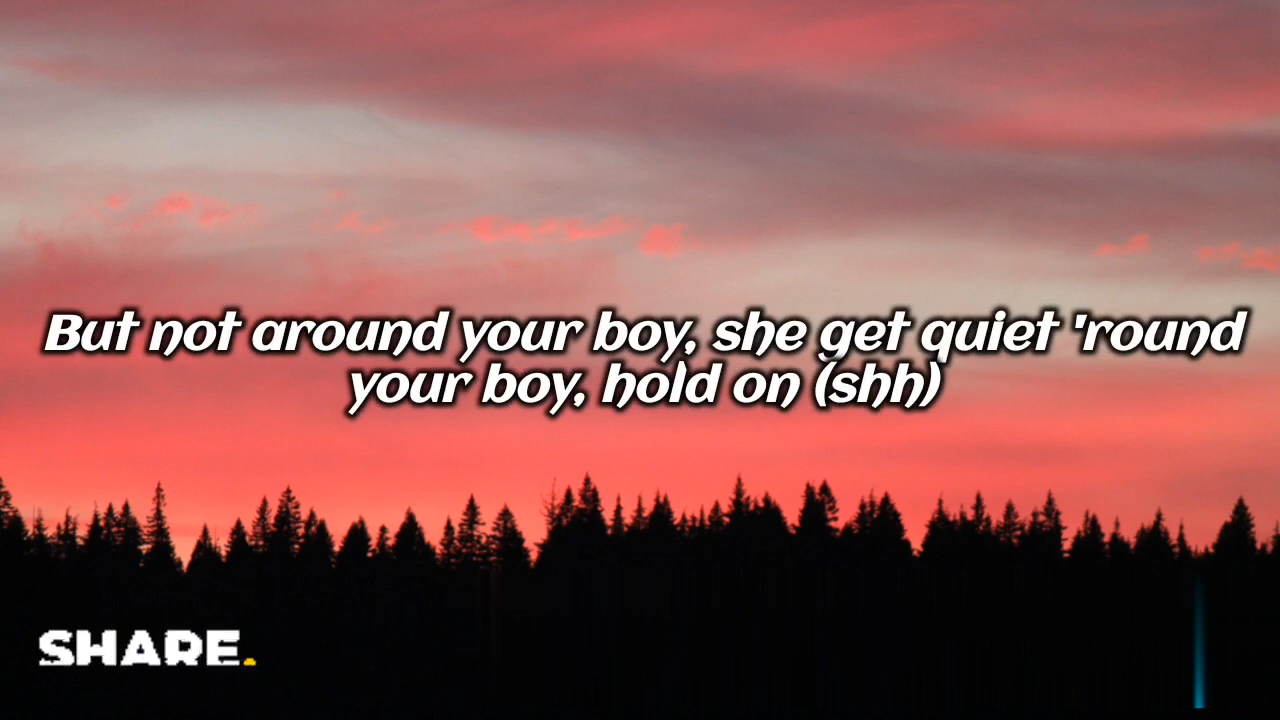 But not around your boy, she get quiet 'round
your boy, hold on (shh)
SHARE.